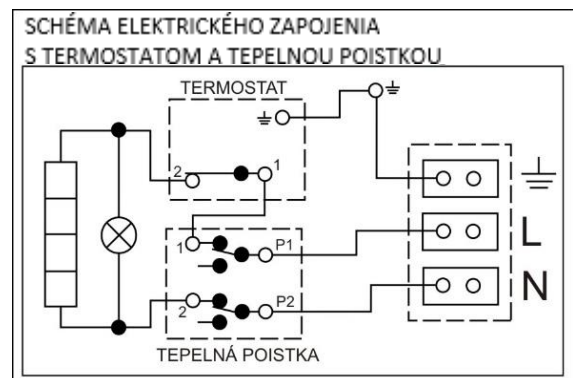 SCHÉMA ELEKTRICKÉHO ZAPOJENIA
S TERMOSTATOM A TEPELNOU POISTKOU
TERMOSTAT
2
1
1
P1
L
2
P2
N
TEPELNÁ POISTKA